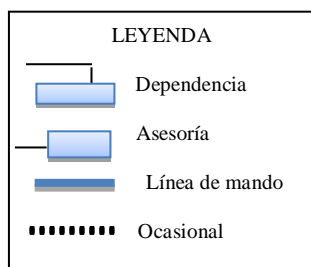 LEYENDA
Dependencia
Asesoría
Línea de mando
Ocasional